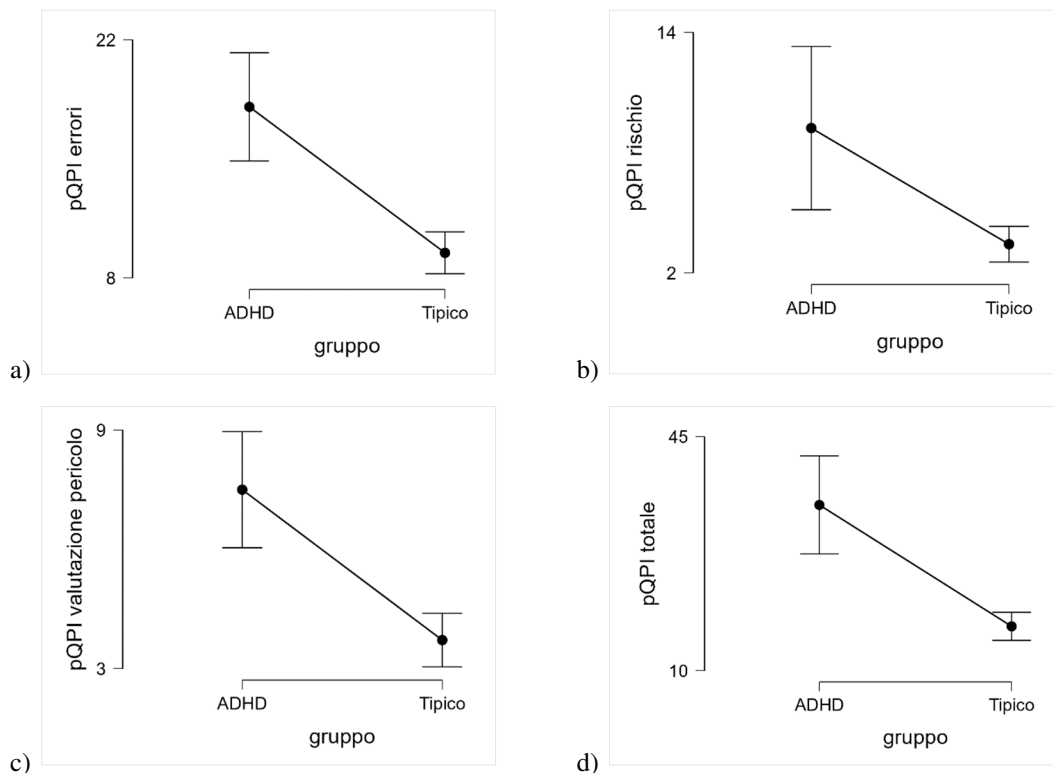 22
pQPI errori
8
ADHD Tipico
gruppo
a)
14
pQPI rischio
2
ADHD Tipico
gruppo
b)
9
pQPI valutazione pericolo
3
ADHD Tipico
gruppo
c)
45
pQPI totale
10
ADHD Tipico
gruppo
d)